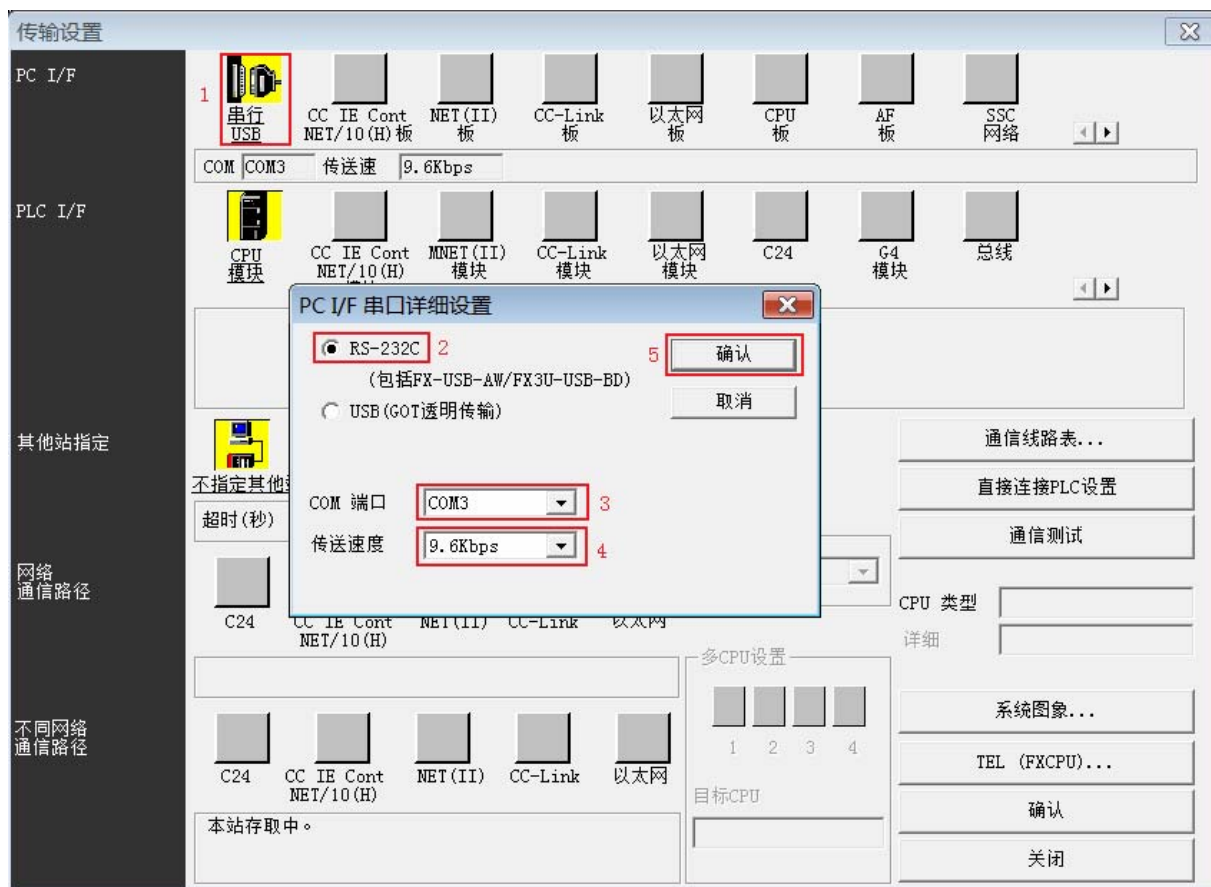 传输设置
PC I/F
1
串行
USB
CC IE Cont
NET/10(H)板
NET(II)
板
CC-Link
板
以太网
板
CPU
板
AF
板
SSC
网络
COM COM3 传送速 9.6Kbps
PLC I/F
CPU
模块
CC IE Cont
NET/10(H)
MNET(II)
模块
CC-Link
模块
以太网
模块
C24
G4
模块
总线
PC I/F 串口详细设置
RS-232C 2
(包括FX-USB-AW/FX3U-USB-BD)
USB(GOT透明传输)
5 确认
取消
COM 端口 COM3 3
传送速度 9.6Kbps 4
其他站指定
不指定其他
超时(秒)
通信线路表...
直接连接PLC设置
通信测试
CPU 类型
详细
网络
通信路径
C24
CC IE Cont
NET/10(H)
NET(II)
CC-Link
以太网
多CPU设置
1 2 3 4
目标CPU
不同网络
通信路径
C24
CC IE Cont
NET/10(H)
NET(II)
CC-Link
以太网
本站存取中。
系统图象...
TEL (FXCPU)...
确认
关闭